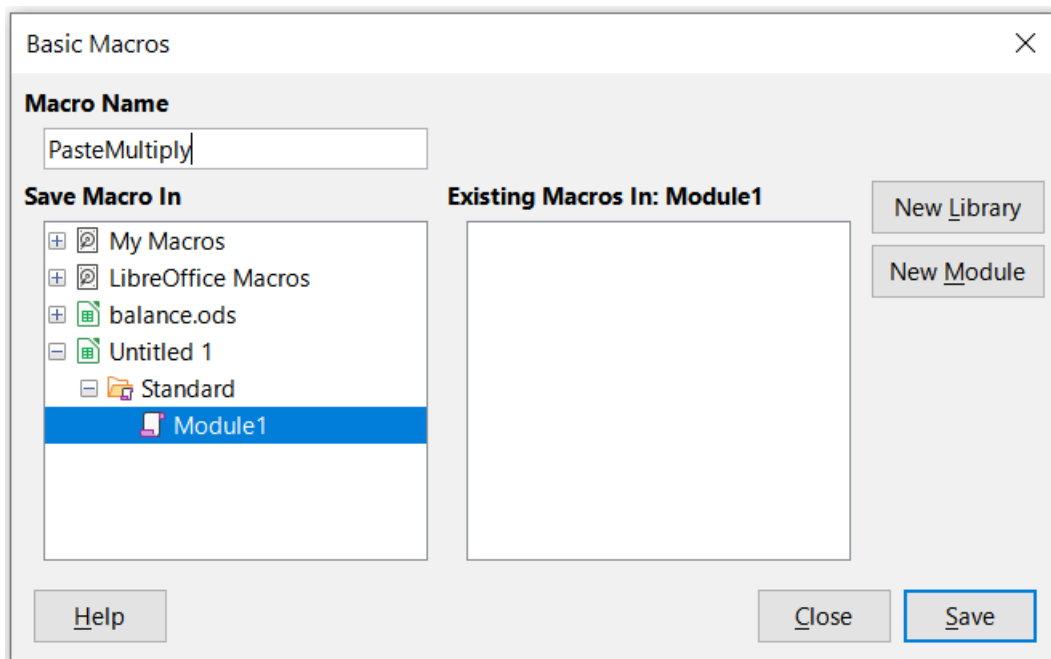 Basic Macros
Macro Name
PasteMultiply
Save Macro In
Existing Macros In: Module1
New Library
New Module
My Macros
LibreOffice Macros
balance.ods
Untitled 1
Standard
Module1
Help
Close
Save